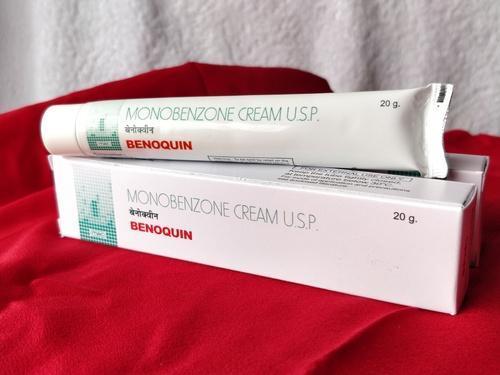 MONOBENZONE CREAM U.S.P.
20 g.
बेनोक्वीन
BENOQUIN
FOR EXTERNAL USE ONLY
MONOBENZONE CREAM U.S.P.
20 g.
बेनोक्वीन
BENOQUIN